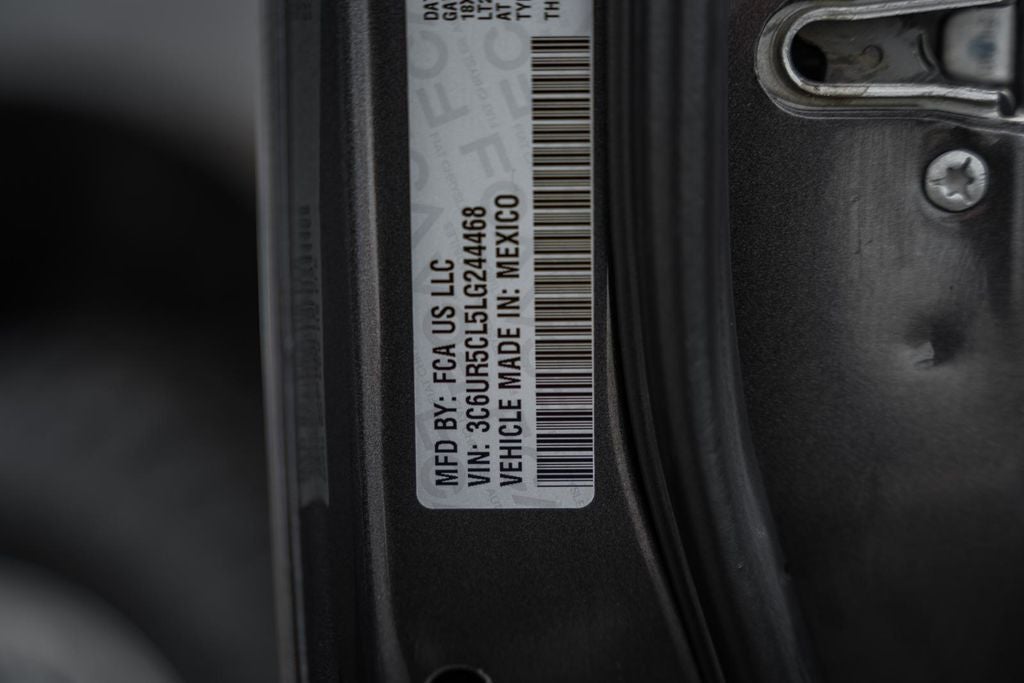 MFD BY: FCA US LLC
VIN: 3C6UR5CL5LG244468
VEHICLE MADE IN: MEXICO